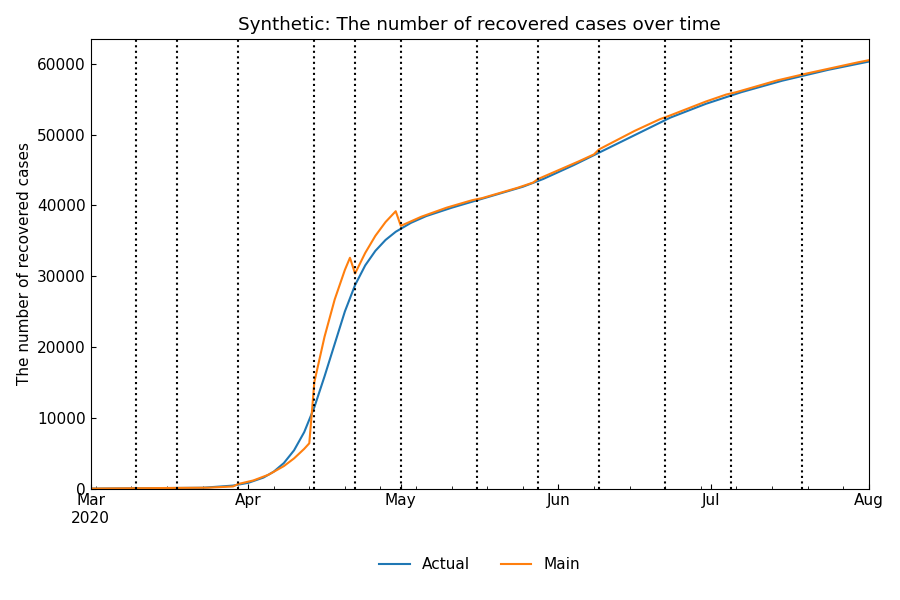 Synthetic: The number of recovered cases over time
The number of recovered cases
60000
50000
40000
30000
20000
10000
0
Mar Apr May Jun Jul Aug
2020
Actual Main